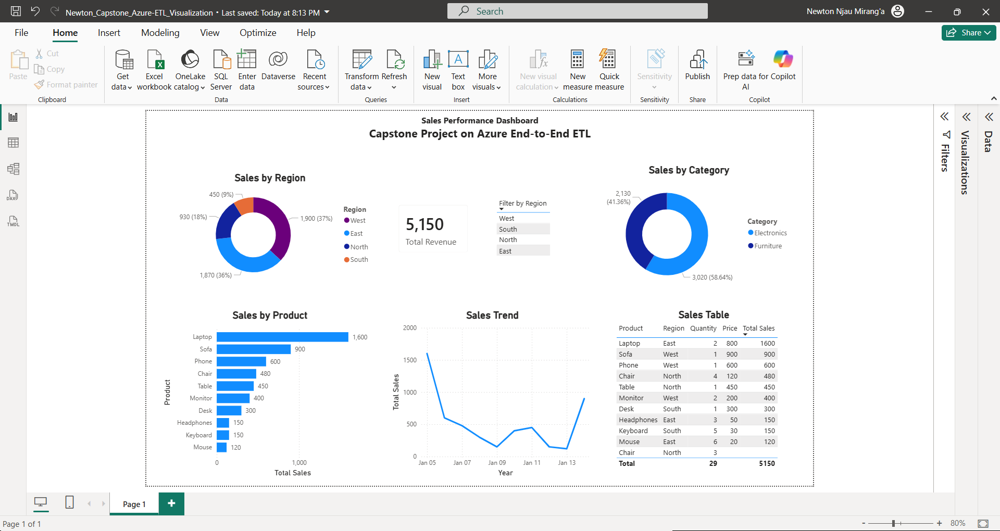 Newton_Capstone_Azure-ETL_Visualization • Last saved: Today at 8:13 PM
Search
Newton Njau Mirang'a
File
Home
Insert
Modeling
View
Optimize
Help
Share
Paste
Cut
Copy
Format painter
Clipboard
Get
data
Excel
workbook
OneLake
catalog
SQL
Server
Enter
data
Dataverse
Recent
sources
Data
Transform
data
Refresh
Queries
New
visual
Text
box
More
visuals
Insert
New visual
calculation
New
measure
Quick
measure
Calculations
Sensitivity
Sensitivity
Publish
Share
Prep data for
AI
Copilot
Copilot
DAX
TMDL
Filters
Visualizations
Data
Sales Performance Dashboard
Capstone Project on Azure End-to-End ETL
Sales by Region
450 (9%)
930 (18%)
1,900 (37%)
1,870 (36%)
Region
West
East
North
South
5,150
Total Revenue
Filter by Region
West
South
North
East
Sales by Category
2,130
(41.36%)
3,020 (58.64%)
Category
Electronics
Furniture
Sales by Product
Product
Laptop 1,600
Sofa 900
Phone 600
Chair 480
Table 450
Monitor 400
Desk 300
Headphones 150
Keyboard 150
Mouse 120
0 1,000
Total Sales
Sales Trend
Total Sales
2000
1500
1000
500
0
Jan 05 Jan 07 Jan 09 Jan 11 Jan 13
Year
Sales Table
Product Region Quantity Price Total Sales
Laptop East 2 800 1600
Sofa West 1 900 900
Phone West 1 600 600
Chair North 4 120 480
Table North 1 450 450
Monitor West 2 200 400
Desk South 1 300 300
Headphones East 3 50 150
Keyboard South 5 30 150
Mouse East 6 20 120
Chair North 3
Total 29 5150
Page 1
Page 1 of 1
- + 80%